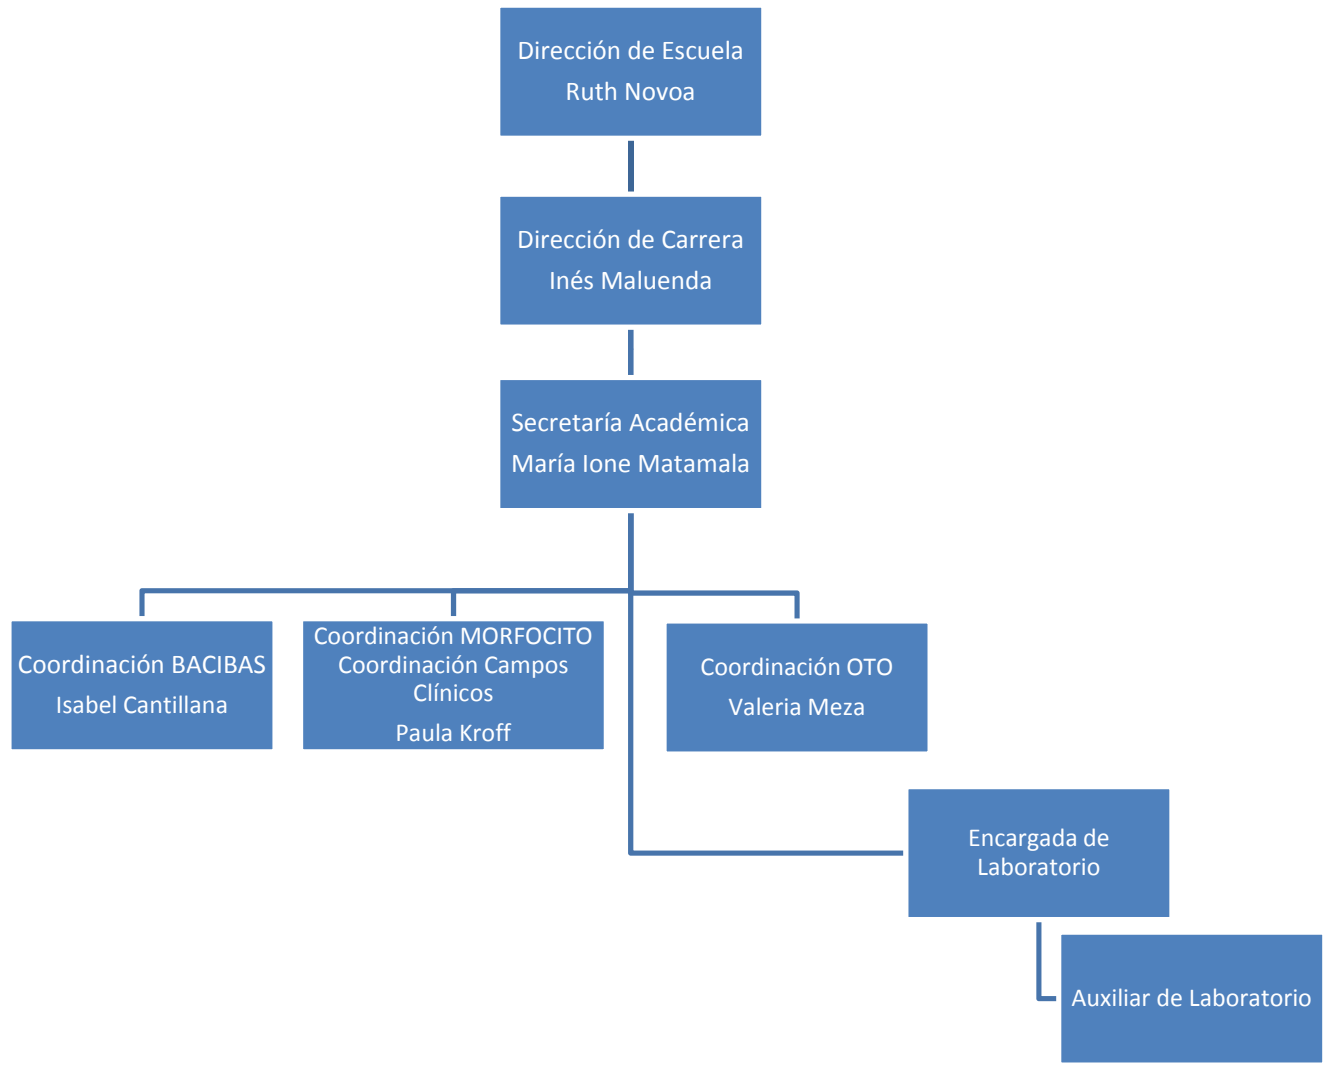 Dirección de Escuela
Ruth Novoa
Dirección de Carrera
Inés Maluenda
Secretaría Académica
María Ione Matamala
Coordinación BACIBAS
Isabel Cantillana
Coordinación MORFOCITO
Coordinación Campos
Clínicos
Paula Kroff
Coordinación OTO
Valeria Meza
Encargada de
Laboratorio
Auxiliar de Laboratorio